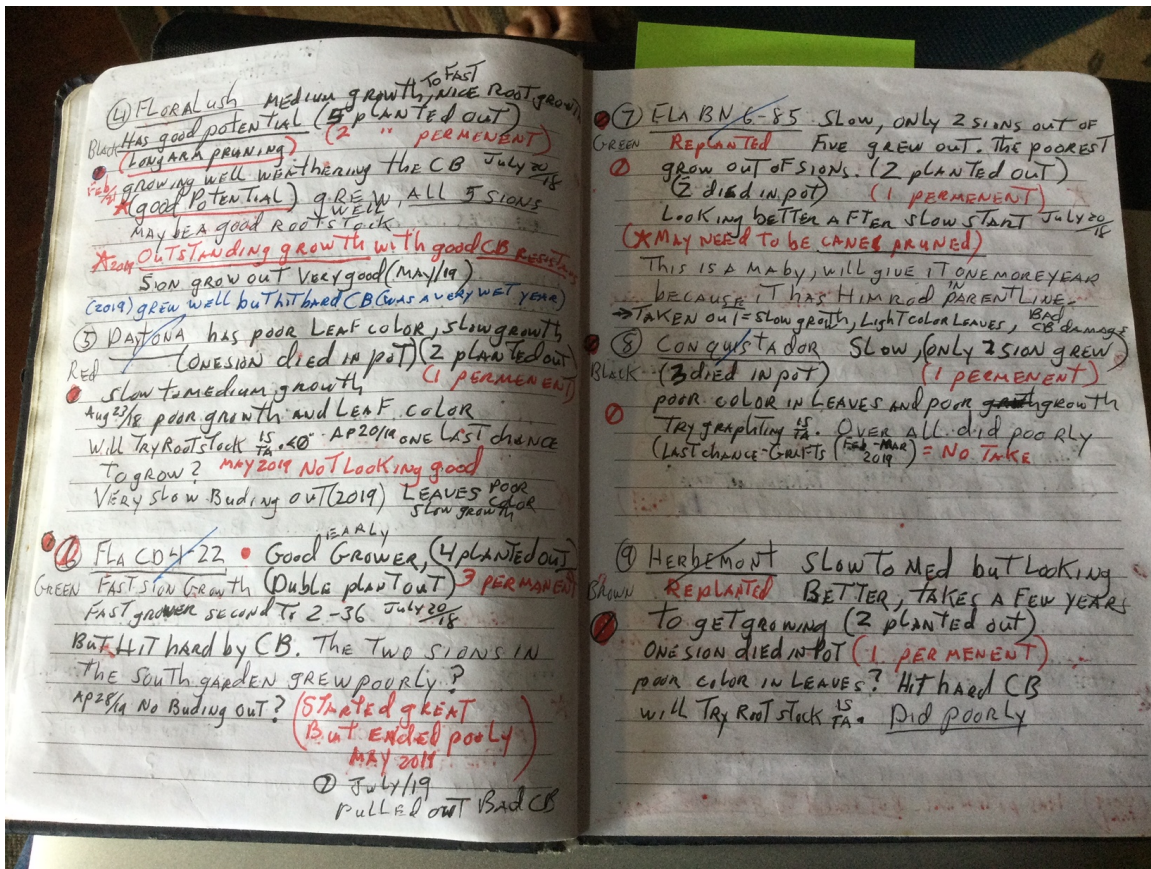 ④ FLORALush MEDIUM growth, TO FAST NICE ROOT growth
HAS good potential (5 planted out)
Black (2 " PERMENENT)
(LONG ARM PRUNING)
growing well weathering the CB July 20/18
*(good Potential) gREW WELL, ALL 5 SIONS
MAY BE A good ROOTSTOCK
*2019 OUTSTANDING growth with good CB RESISTANCE
SION grow out Very good (MAY/19)
(2019) grew well but hit hard CB (WAS A VERY WET YEAR)
⑤ DAYTONA has poor LEAF color, slow growth
(ONE SION died in pot) (2 planted out)
Red (1 PERMENENT)
slow to medium growth
Aug 23/18 poor growth AND LEAF color
Will TRY ROOTSTOCK IS TA. <0" AP20/19 ONE LAST chance
To grow? MAY 2019 NOT Looking good
VERY slow Buding out (2019) LEAVES POOR COLOR
slow growth
⑥ FLA CD4-22 • Good EARLY GROWER, (4 PLANTED OUT)
GREEN FAST SION GROWTH (Duble plant out) 3 PERMANENT
FAST grower second To 2-36 July 20/18
But HIT hard by CB. The Two SIONS IN
the South garden grew poorly?
AP28/19 No Buding out? (STARTED gREAT
But ENDED pooly
MAY 2019)
⑦ July/19
pulled out Bad CB
⑦ ELA BN 6-85 SLOW, ONLY 2 SIONS OUT OF
GREEN REPLANTED FIVE GREW OUT. THE POOREST
grow out of SIONS. (2 planted out)
(2 died in pot) (1 PERMENENT)
Looking better AFTER slow START July 20/18
(*MAY NEED TO be CANE PRUNED)
This is A MABY, will give iT IN ONE MORE YEAR
because iT HAS HIMROD PARENT LINE.
→ TAKEN OUT = Slow growth, Light color LEAVES, BAD CB damage
⑧ CONQUISTADOR SLOW, (ONLY 2 SION GREW)
BLACK (3 died in pot) (1 PERMENENT)
poor color in LEAVES AND poor growth
TRY graphting IS TA. OVER ALL did pooRLY
(LAST chance-GRAFTS (FEB-MAR 2019) = NO TAKE
⑨ HERBEMONT SLOW To MED but LOOKING
BROWN REPLANTED BETTER, TAKES A FEW YEARS
To get growing (2 planted out)
ONE SION died IN POT (1 PERMENENT)
poor color in LEAVES? Hit hard CB
will Try Root stock IS TA. Did poorly